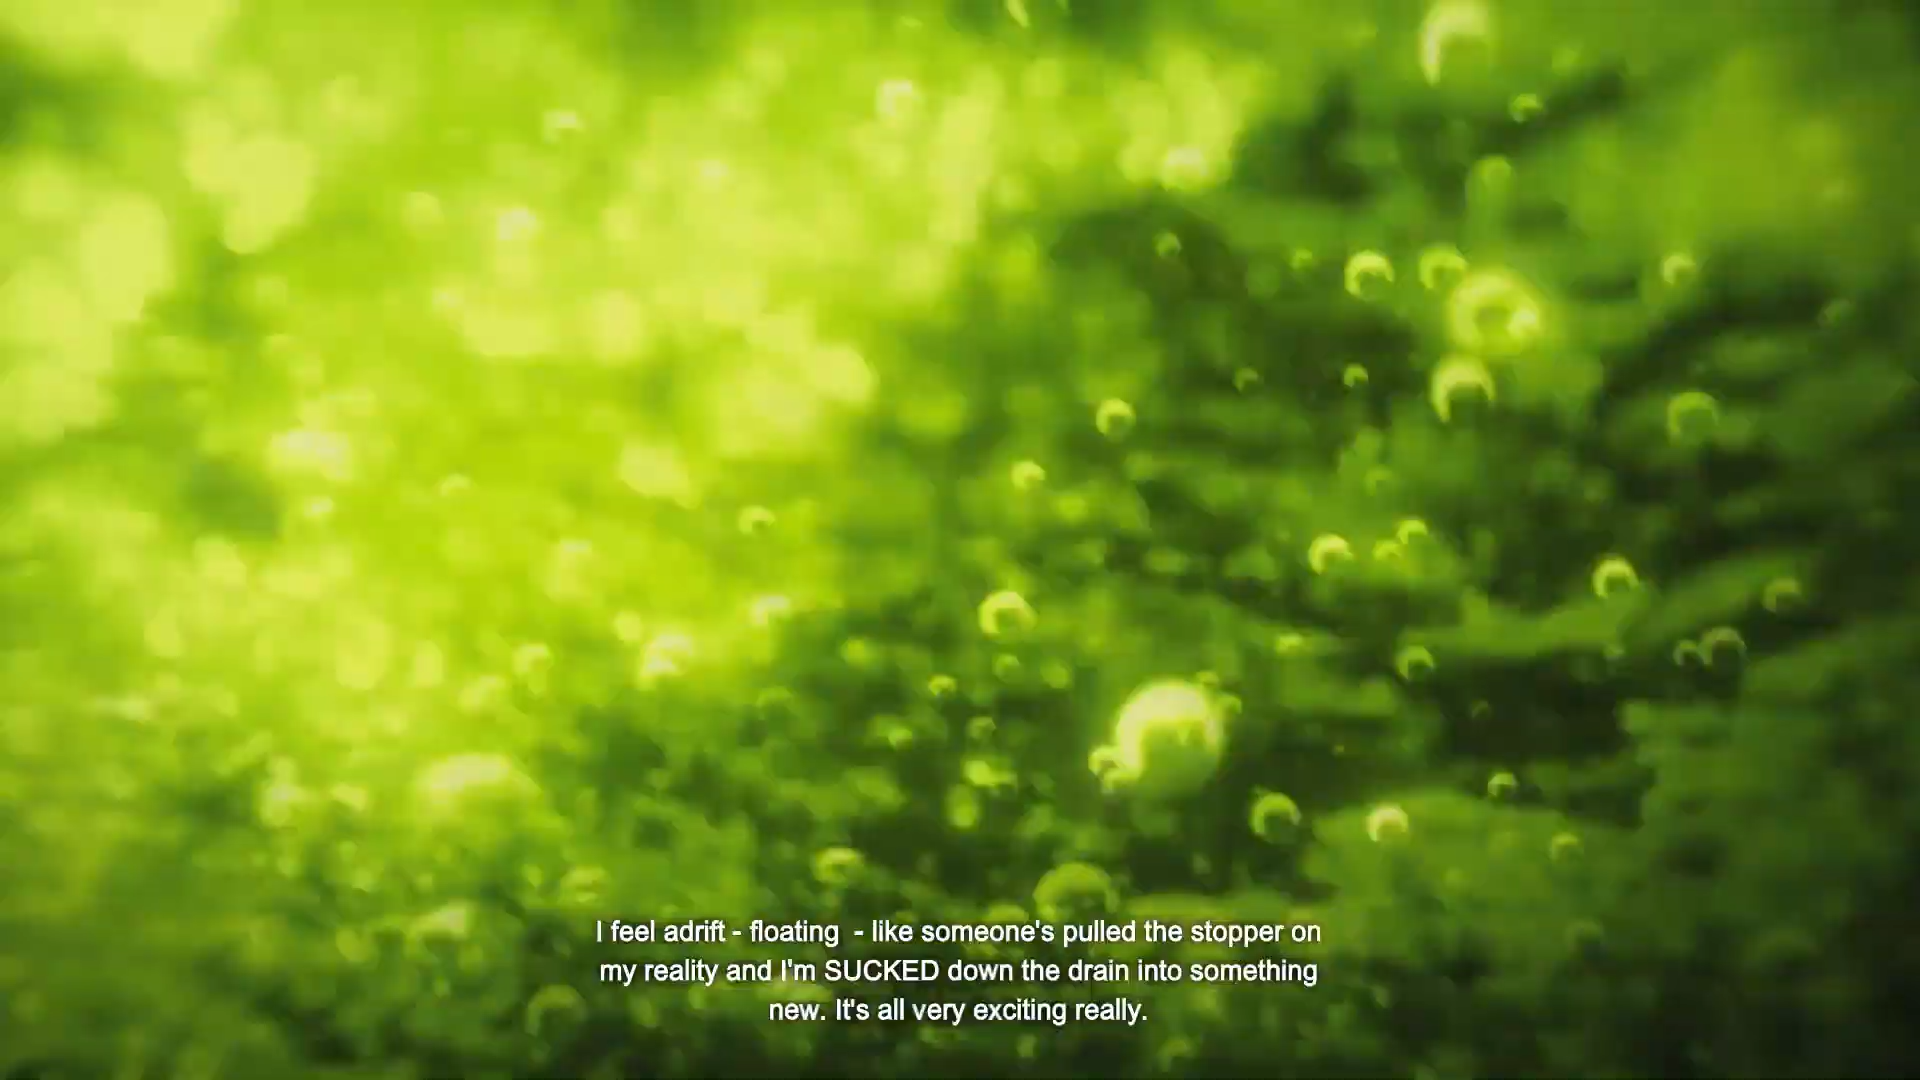 I feel adrift - floating  - like someone's pulled the stopper on
my reality and I'm SUCKED down the drain into something
new. It's all very exciting really.